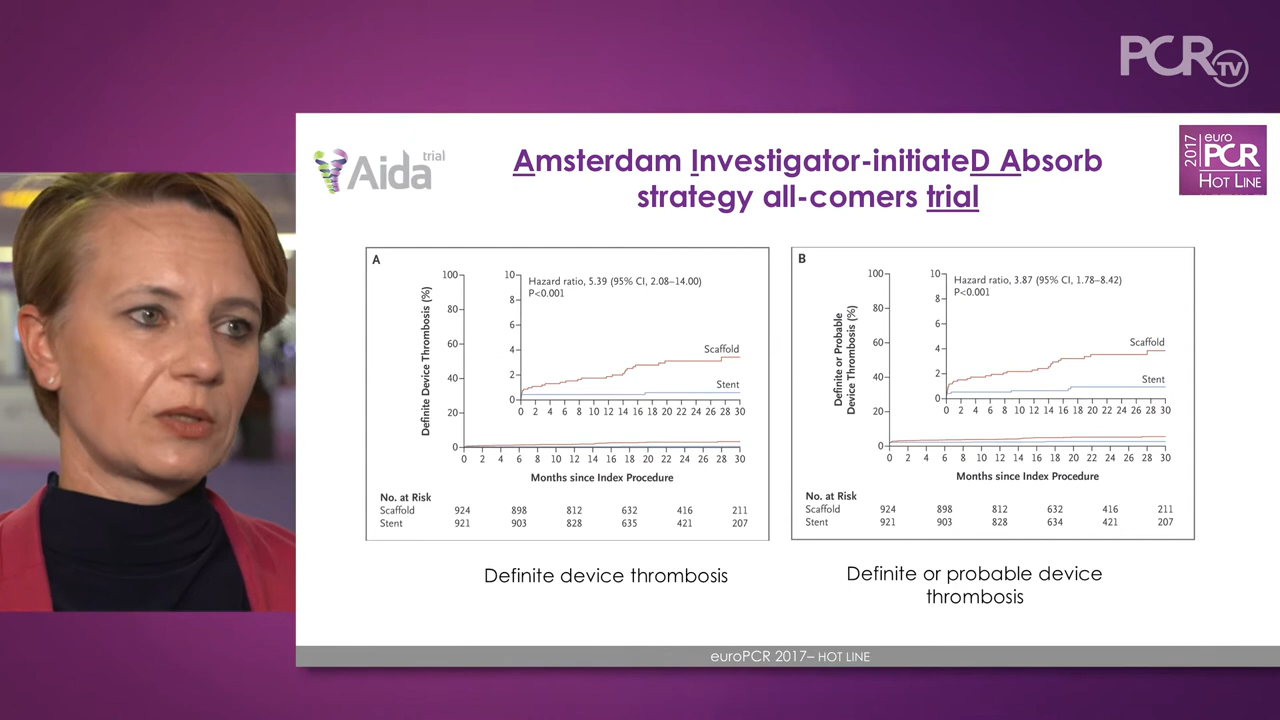 PCR TV
Aida trial
Amsterdam Investigator-initiateD Absorb
strategy all-comers trial
2017 euro
PCR
HOT LINE
A
Definite Device Thrombosis (%)
100
80
60
40
20
0
10
8
6
4
2
0
Hazard ratio, 5.39 (95% CI, 2.08–14.00)
P<0.001
Scaffold
Stent
0 2 4 6 8 10 12 14 16 18 20 22 24 26 28 30
0 2 4 6 8 10 12 14 16 18 20 22 24 26 28 30
Months since Index Procedure
No. at Risk
Scaffold 924 898 812 632 416 211
Stent 921 903 828 635 421 207
B
Definite or Probable
Device Thrombosis (%)
100
80
60
40
20
0
10
8
6
4
2
0
Hazard ratio, 3.87 (95% CI, 1.78–8.42)
P<0.001
Scaffold
Stent
0 2 4 6 8 10 12 14 16 18 20 22 24 26 28 30
0 2 4 6 8 10 12 14 16 18 20 22 24 26 28 30
Months since Index Procedure
No. at Risk
Scaffold 924 898 812 632 416 211
Stent 921 903 828 634 421 207
Definite device thrombosis
Definite or probable device
thrombosis
euroPCR 2017– HOT LINE